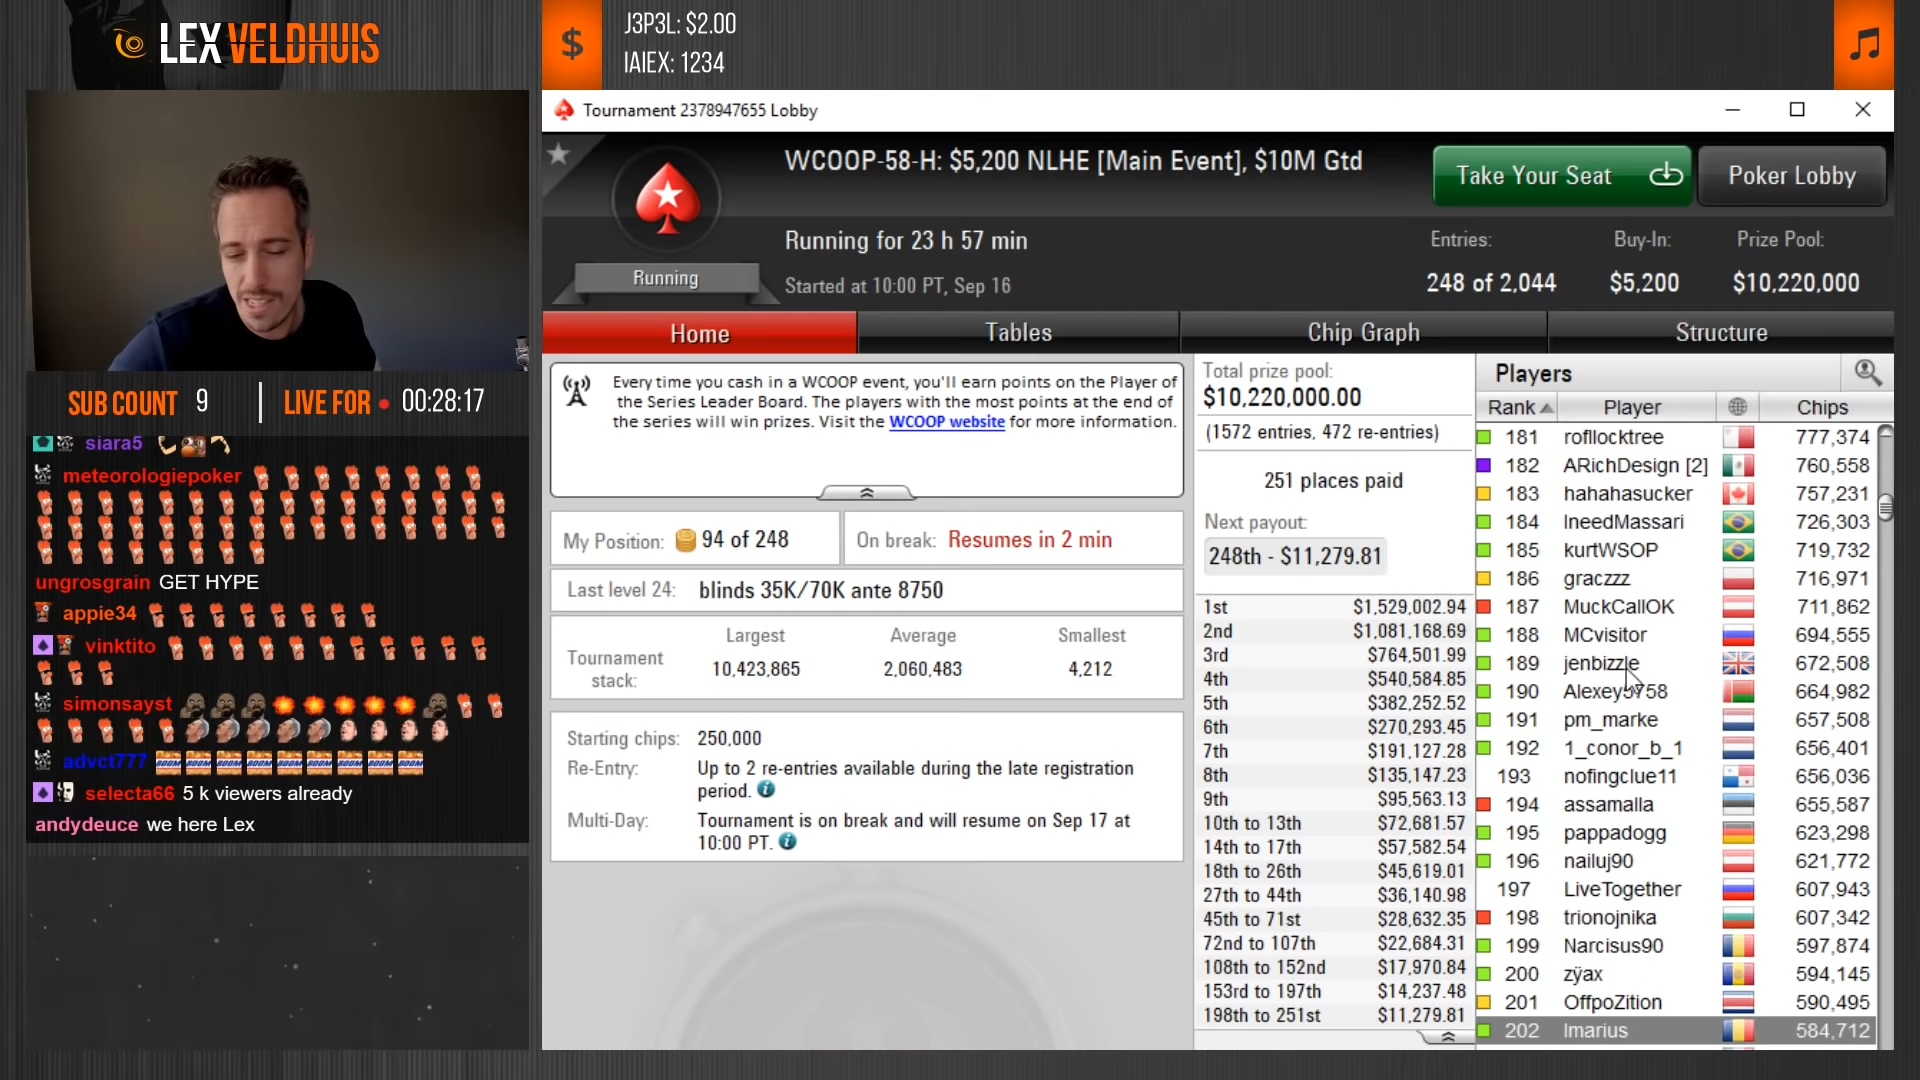 LEX VELDHUIS
$
J3P3L: $2.00
IAIEX: 1234
SUB COUNT 9
LIVE FOR 00:28:17
siara5
meteorologiepoker
ungrosgrain GET HYPE
appie34
vinktito
simonsayst
advct777 BOOM BOOM BOOM BOOM BOOM BOOM BOOM BOOM BOOM
selecta66 5 k viewers already
andydeuce we here Lex
Tournament 2378947655 Lobby
WCOOP-58-H: $5,200 NLHE [Main Event], $10M Gtd
Take Your Seat
Poker Lobby
Running
Running for 23 h 57 min
Started at 10:00 PT, Sep 16
Entries: Buy-In: Prize Pool:
248 of 2,044 $5,200 $10,220,000
Home Tables Chip Graph Structure
Every time you cash in a WCOOP event, you'll earn points on the Player of
the Series Leader Board. The players with the most points at the end of
the series will win prizes. Visit the WCOOP website for more information.
My Position: 94 of 248
On break: Resumes in 2 min
Last level 24: blinds 35K/70K ante 8750
Largest Average Smallest
Tournament
stack:
10,423,865 2,060,483 4,212
Starting chips: 250,000
Re-Entry: Up to 2 re-entries available during the late registration
period.
Multi-Day: Tournament is on break and will resume on Sep 17 at
10:00 PT.
Total prize pool:
$10,220,000.00
(1572 entries, 472 re-entries)
251 places paid
Next payout:
248th - $11,279.81
1st $1,529,002.94
2nd $1,081,168.69
3rd $764,501.99
4th $540,584.85
5th $382,252.52
6th $270,293.45
7th $191,127.28
8th $135,147.23
9th $95,563.13
10th to 13th $72,681.57
14th to 17th $57,582.54
18th to 26th $45,619.01
27th to 44th $36,140.98
45th to 71st $28,632.35
72nd to 107th $22,684.31
108th to 152nd $17,970.84
153rd to 197th $14,237.48
198th to 251st $11,279.81
Players
Rank Player Chips
181 rofllocktree 777,374
182 ARichDesign [2] 760,558
183 hahahasucker 757,231
184 IneedMassari 726,303
185 kurtWSOP 719,732
186 graczzz 716,971
187 MuckCallOK 711,862
188 MCvisitor 694,555
189 jenbizzle 672,508
190 664,982
191 pm_marke 657,508
192 1_conor_b_1 656,401
193 nofingclue11 656,036
194 assamalla 655,587
195 pappadogg 623,298
196 nailuj90 621,772
197 LiveTogether 607,943
198 trionojnika 607,342
199 Narcisus90 597,874
200 zÿax 594,145
201 OffpoZition 590,495
202 lmarius 584,712